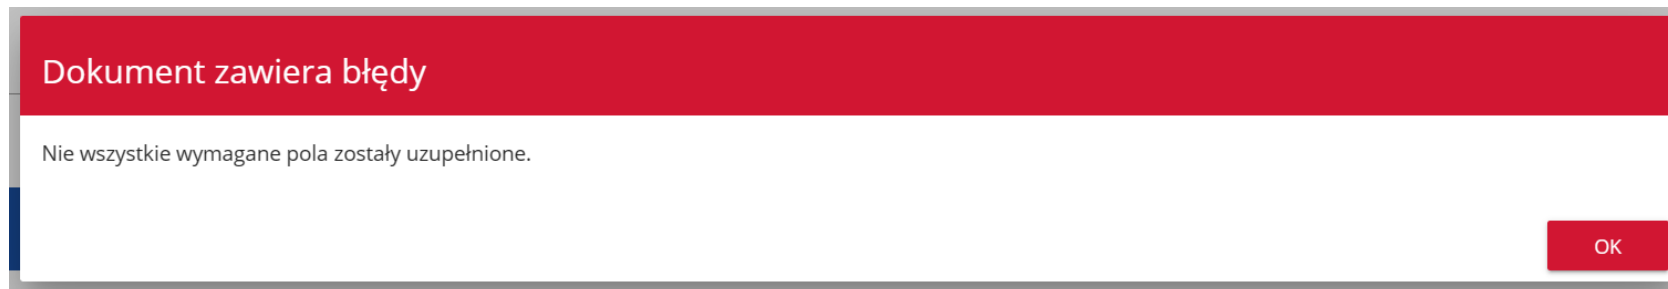 Dokument zawiera błędy
Nie wszystkie wymagane pola zostały uzupełnione.
OK